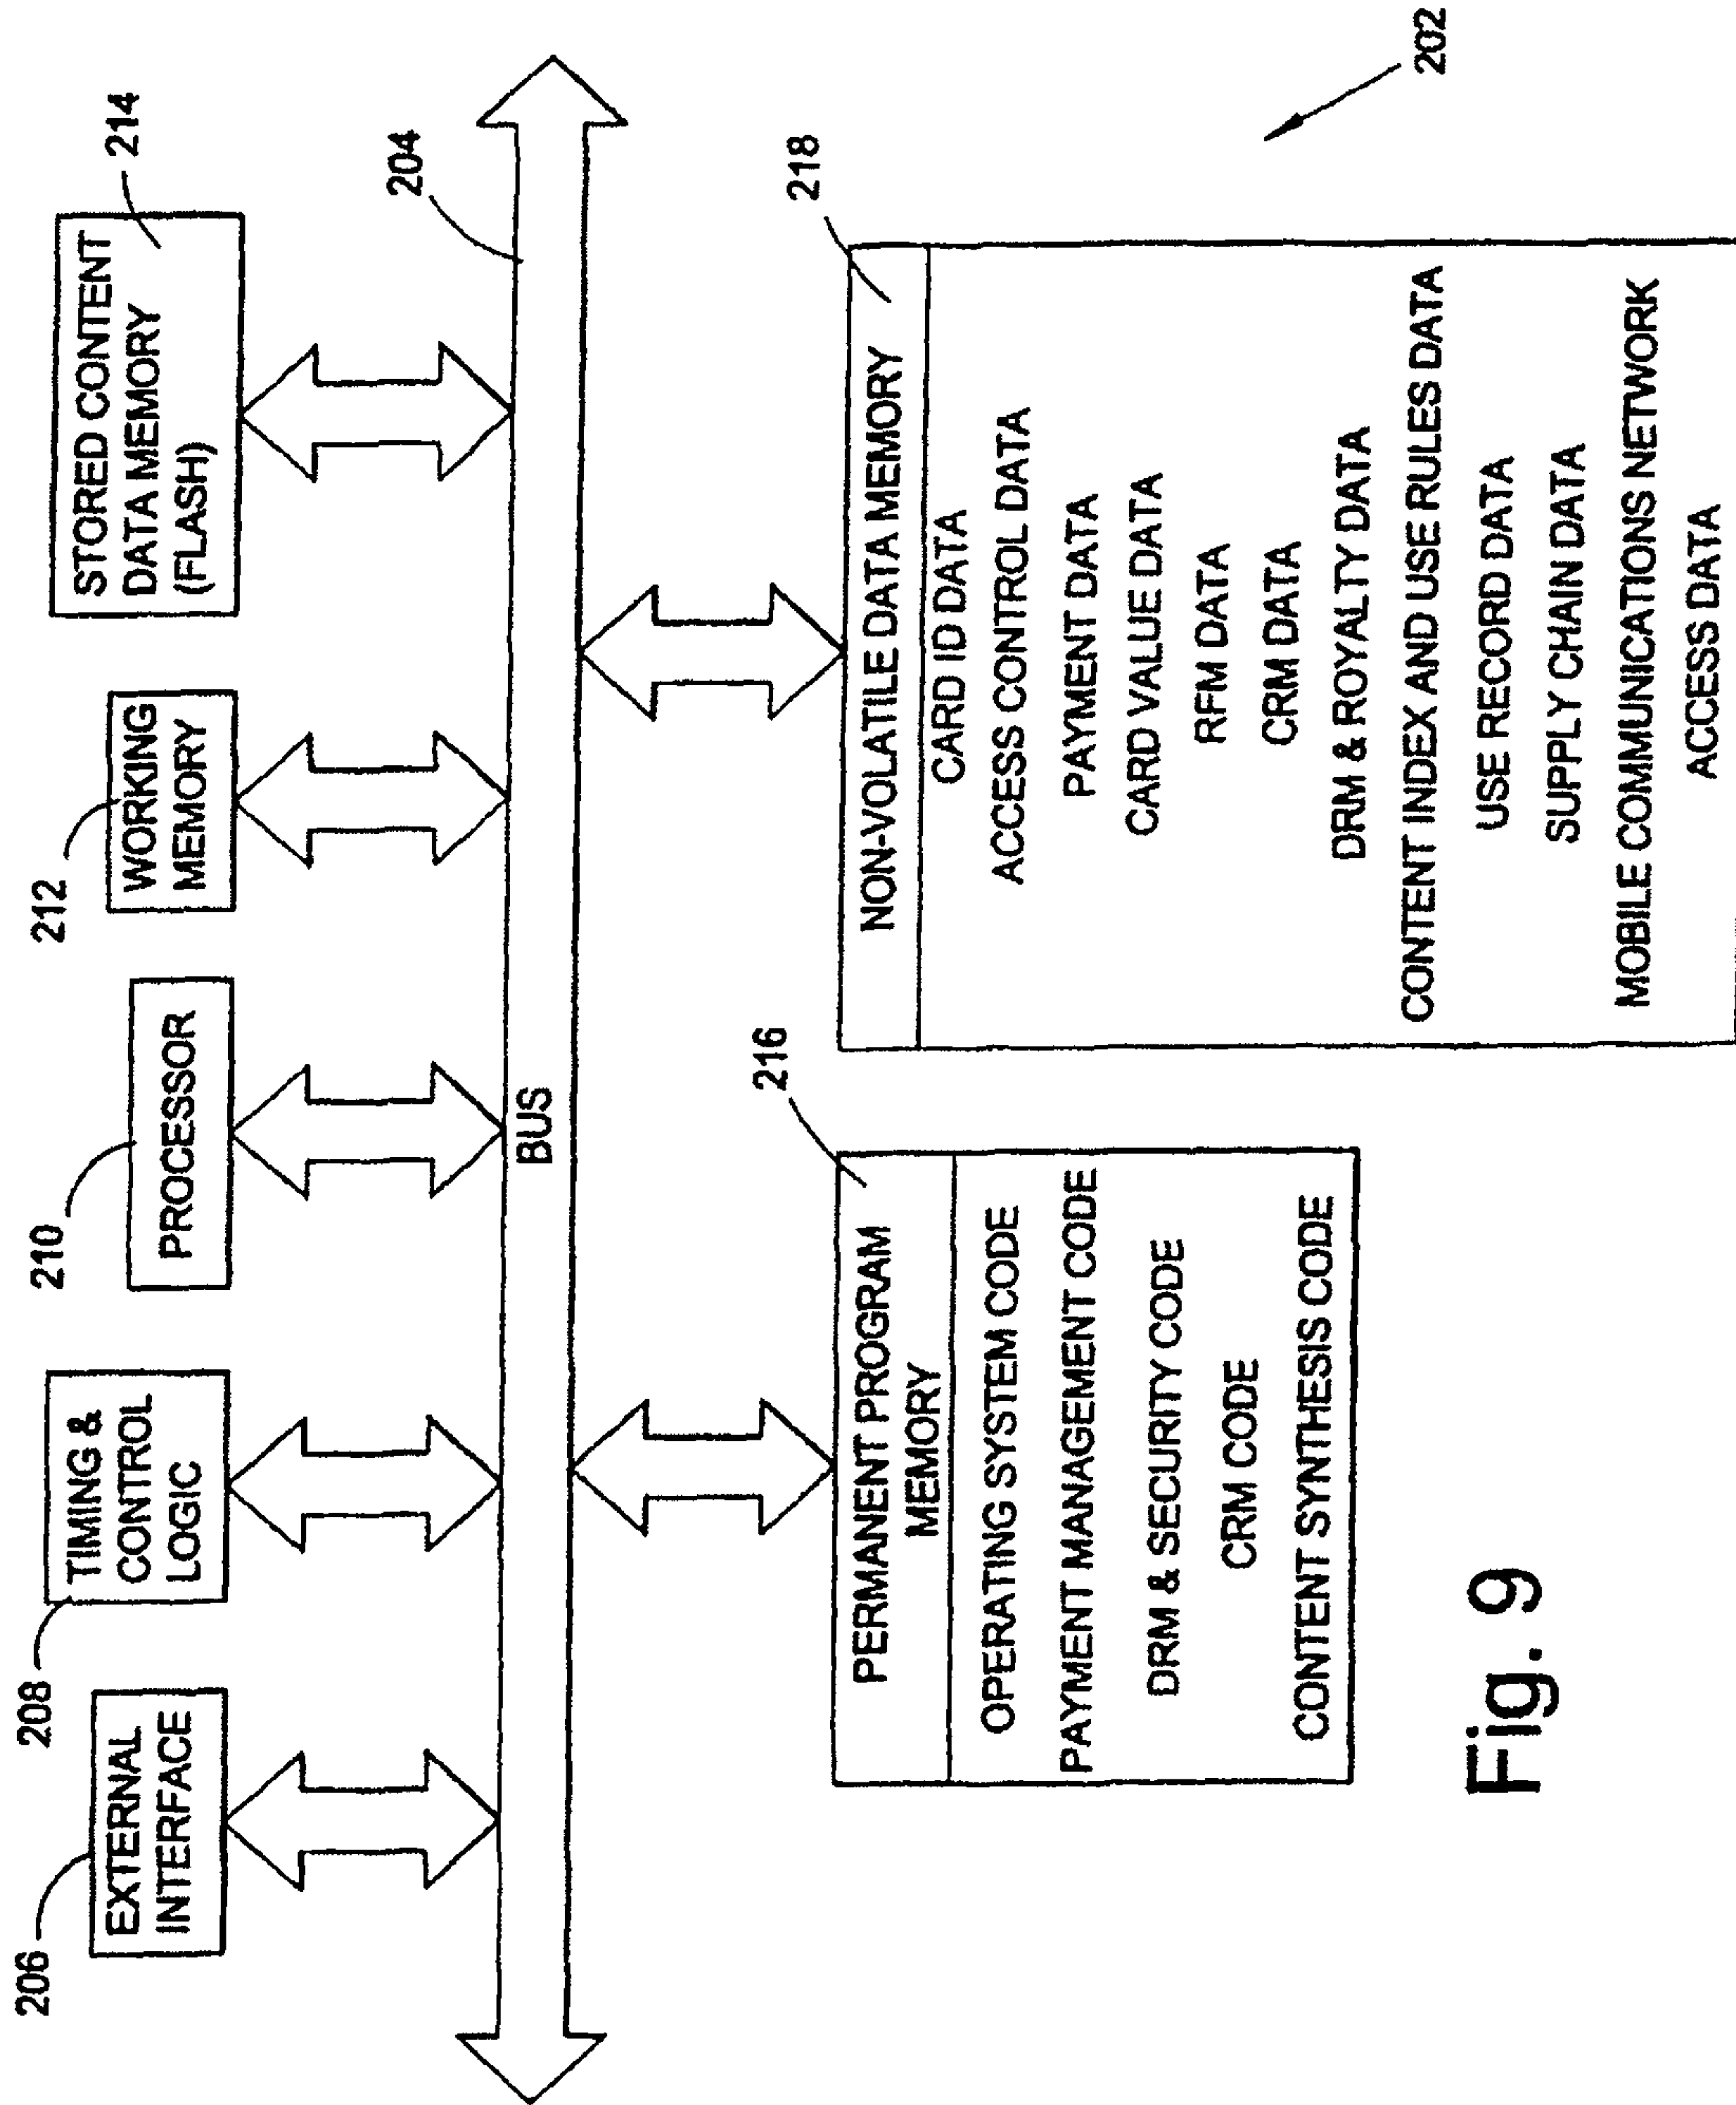 206
EXTERNAL
INTERFACE
208
TIMING &
CONTROL
LOGIC
210
PROCESSOR
212
WORKING
MEMORY
STORED CONTENT
DATA MEMORY
(FLASH)
214
204
BUS
216
PERMANENT PROGRAM
MEMORY
OPERATING SYSTEM CODE
PAYMENT MANAGEMENT CODE
DRM & SECURITY CODE
CRM CODE
CONTENT SYNTHESIS CODE
218
NON-VOLATILE DATA MEMORY
CARD ID DATA
ACCESS CONTROL DATA
PAYMENT DATA
CARD VALUE DATA
RFM DATA
CRM DATA
DRM & ROYALTY DATA
CONTENT INDEX AND USE RULES DATA
USE RECORD DATA
SUPPLY CHAIN DATA
MOBILE COMMUNICATIONS NETWORK
ACCESS DATA
202
Fig. 9